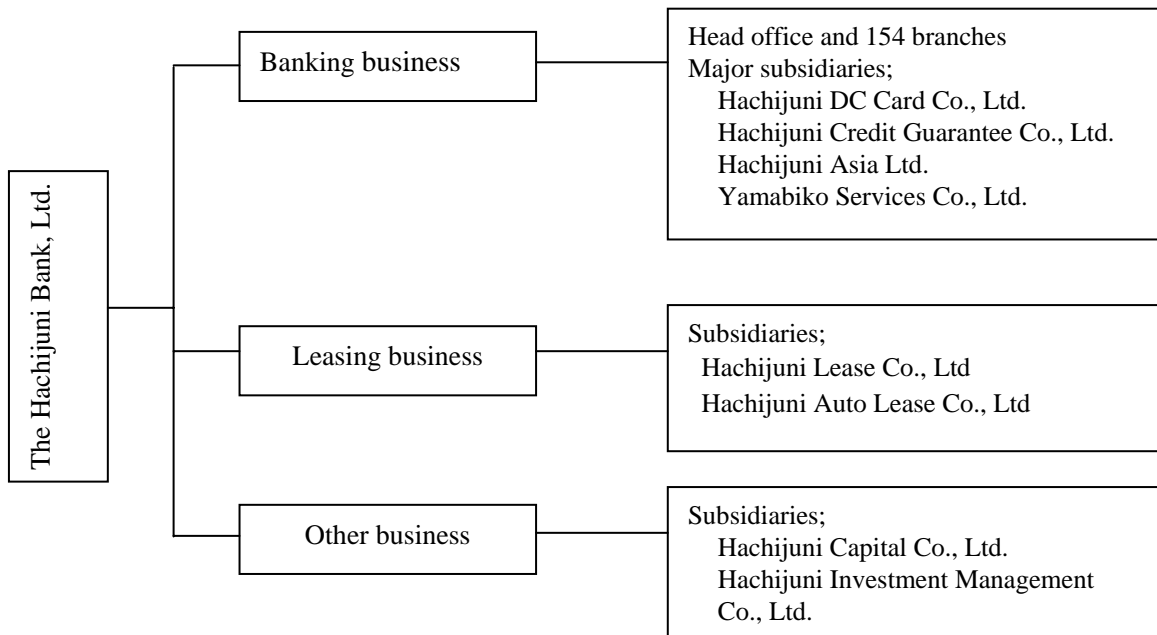 The Hachijuni Bank, Ltd.
Banking business
Head office and 154 branches
Major subsidiaries;
Hachijuni DC Card Co., Ltd.
Hachijuni Credit Guarantee Co., Ltd.
Hachijuni Asia Ltd.
Yamabiko Services Co., Ltd.
Leasing business
Subsidiaries;
Hachijuni Lease Co., Ltd
Hachijuni Auto Lease Co., Ltd
Other business
Subsidiaries;
Hachijuni Capital Co., Ltd.
Hachijuni Investment Management
Co., Ltd.